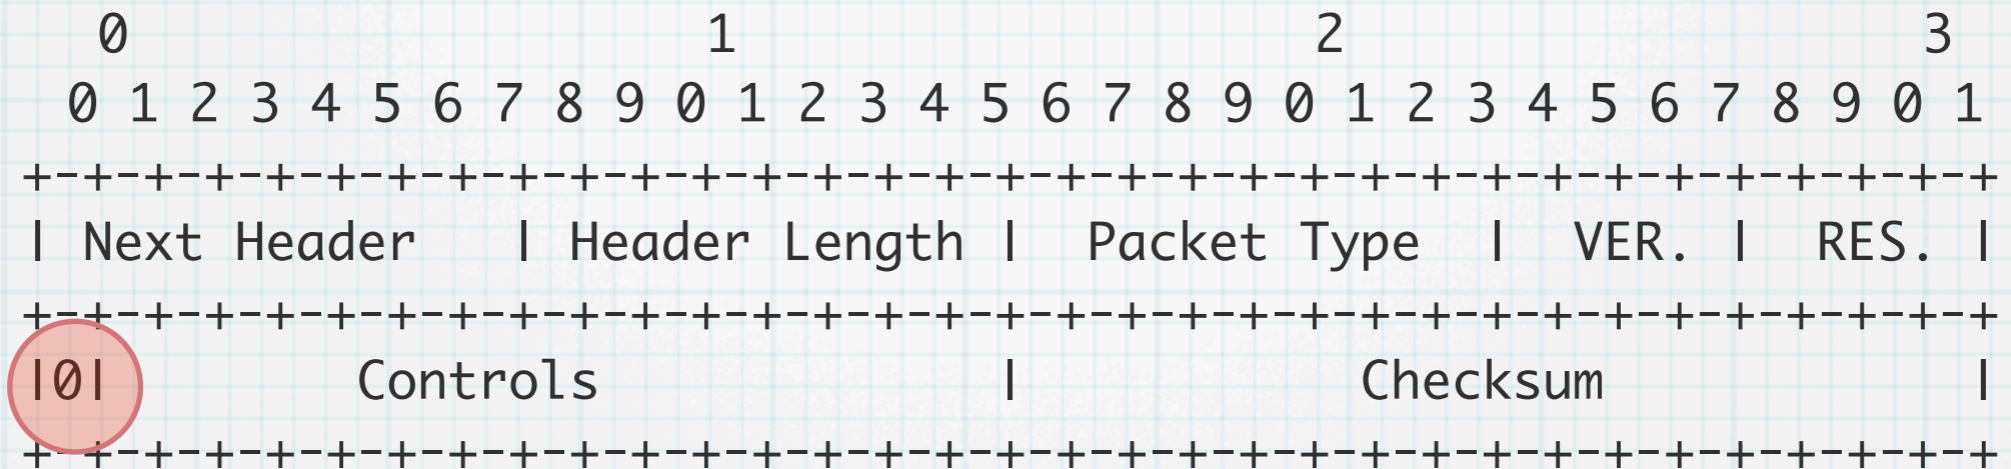 0 1 2 3
0 1 2 3 4 5 6 7 8 9 0 1 2 3 4 5 6 7 8 9 0 1 2 3 4 5 6 7 8 9 0 1
+-+-+-+-+-+-+-+-+-+-+-+-+-+-+-+-+-+-+-+-+-+-+-+-+-+-+-+-+-+-+-+-+
| Next Header | Header Length | Packet Type | VER. | RES. |
+-+-+-+-+-+-+-+-+-+-+-+-+-+-+-+-+-+-+-+-+-+-+-+-+-+-+-+-+-+-+-+-+
|0| Controls | Checksum |
+-+-+-+-+-+-+-+-+-+-+-+-+-+-+-+-+-+-+-+-+-+-+-+-+-+-+-+-+-+-+-+-+